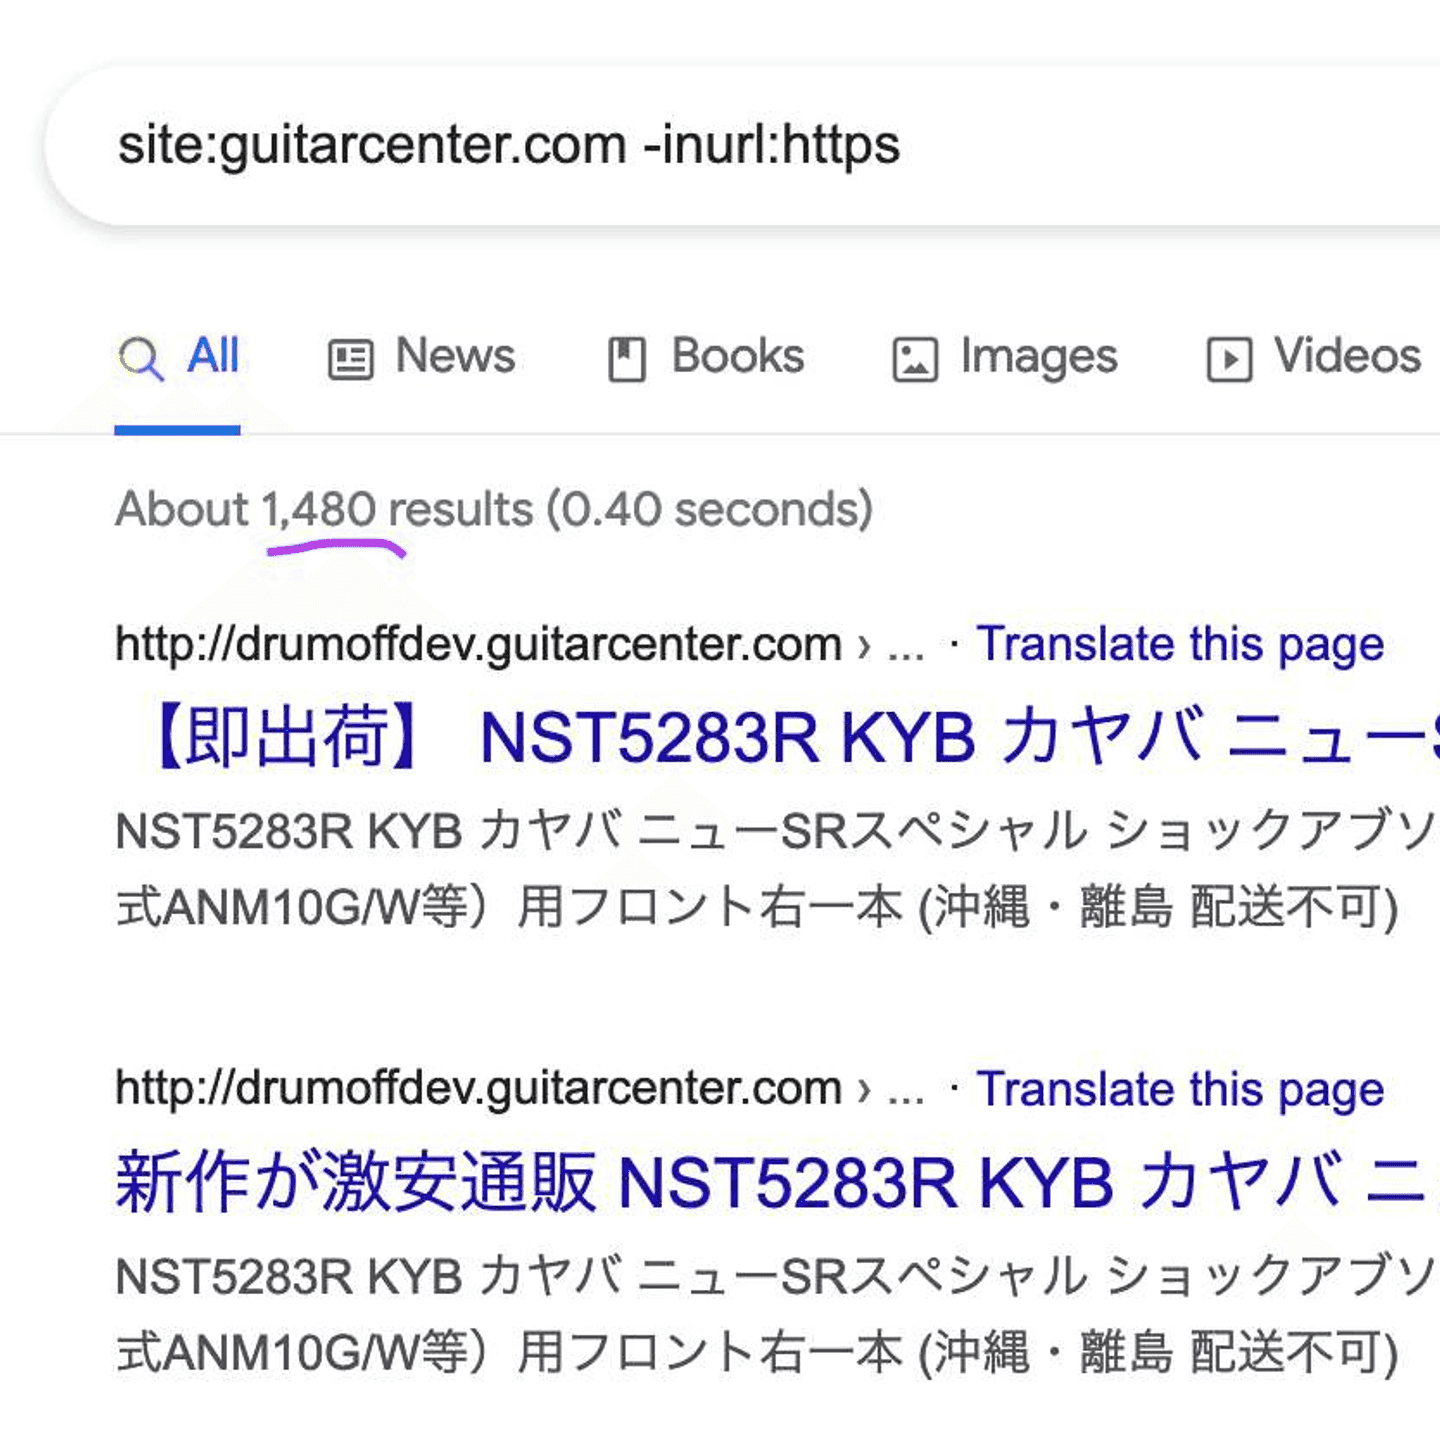 site:guitarcenter.com -inurl:https
All News Books Images Videos
About 1,480 results (0.40 seconds)
http://drumoffdev.guitarcenter.com › ... · Translate this page
【即出荷】 NST5283R KYB カヤバ ニューS
NST5283R KYB カヤバ ニューSRスペシャル ショックアブソ
式ANM10G/W等）用フロント右一本 (沖縄・離島 配送不可)
http://drumoffdev.guitarcenter.com › ... · Translate this page
新作が激安通販 NST5283R KYB カヤバ ニ
NST5283R KYB カヤバ ニューSRスペシャル ショックアブソ
式ANM10G/W等）用フロント右一本 (沖縄・離島 配送不可)